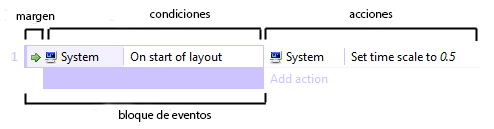 margen condiciones acciones
1 System On start of layout System Set time scale to 0.5
Add action
bloque de eventos